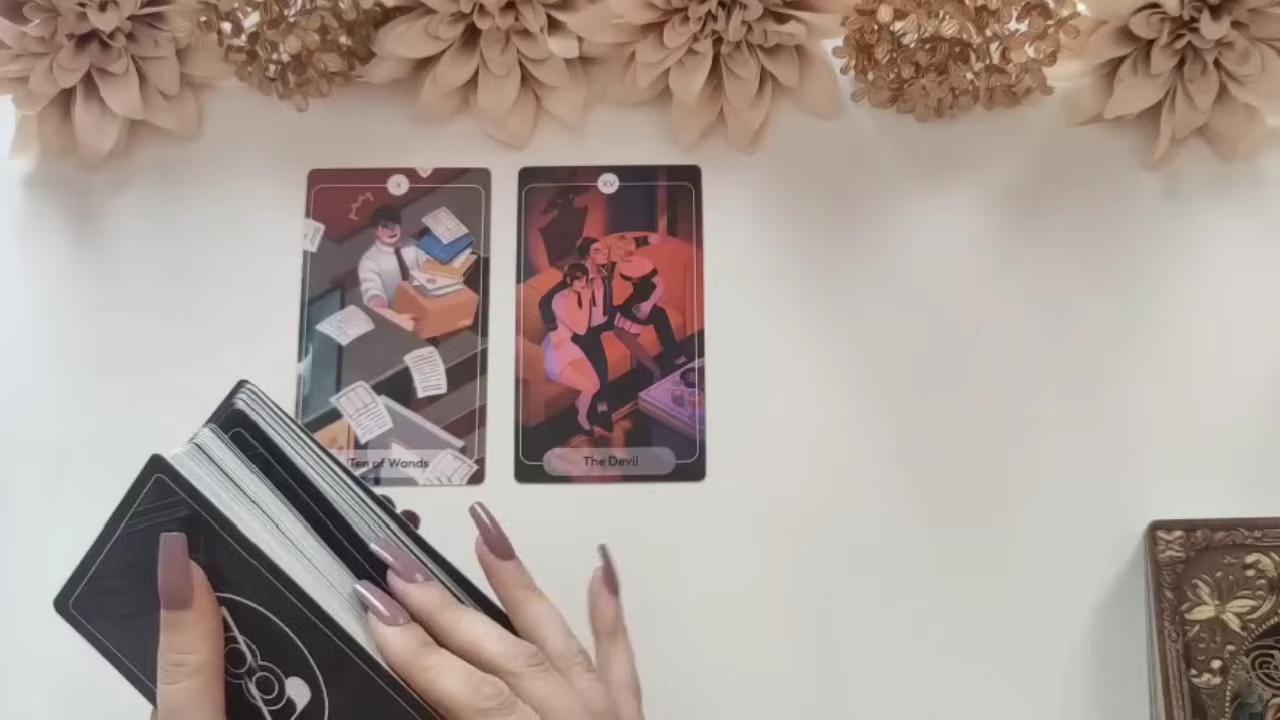 X
XV
Ten of Wands
The Devil